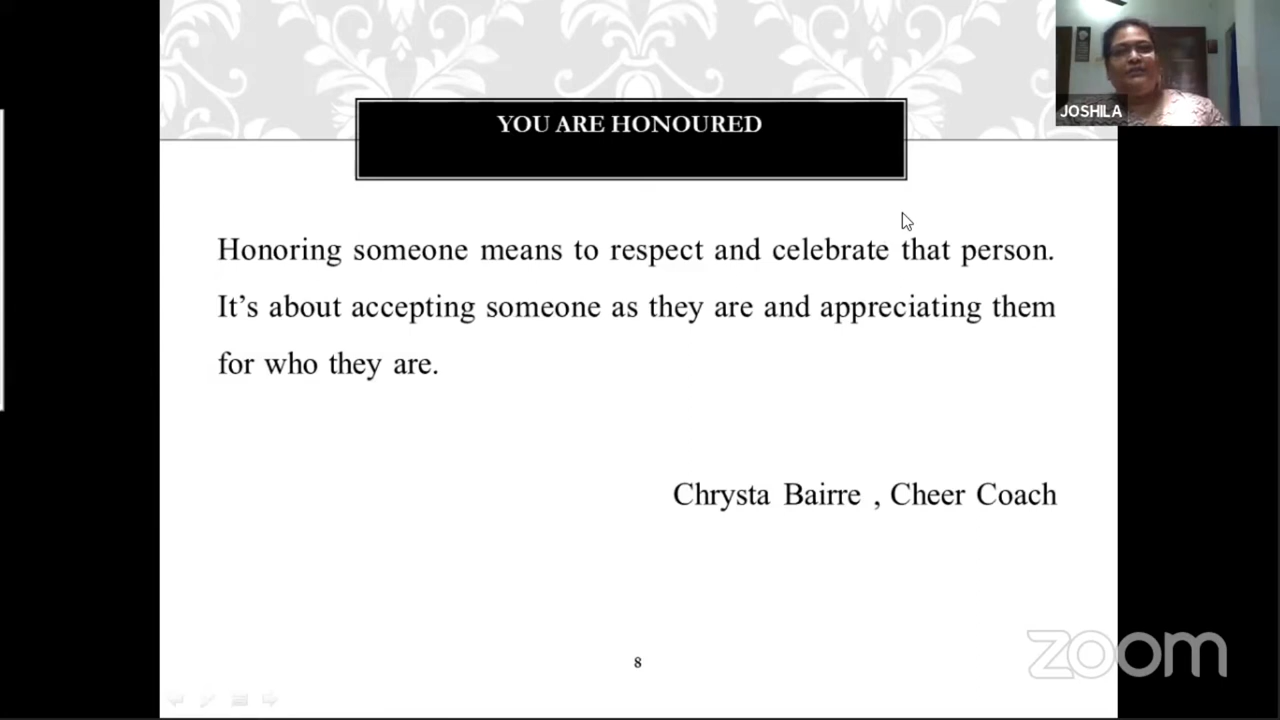 YOU ARE HONOURED
JOSHILA
Honoring someone means to respect and celebrate that person.
It's about accepting someone as they are and appreciating them
for who they are.
Chrysta Bairre , Cheer Coach
8
zoom